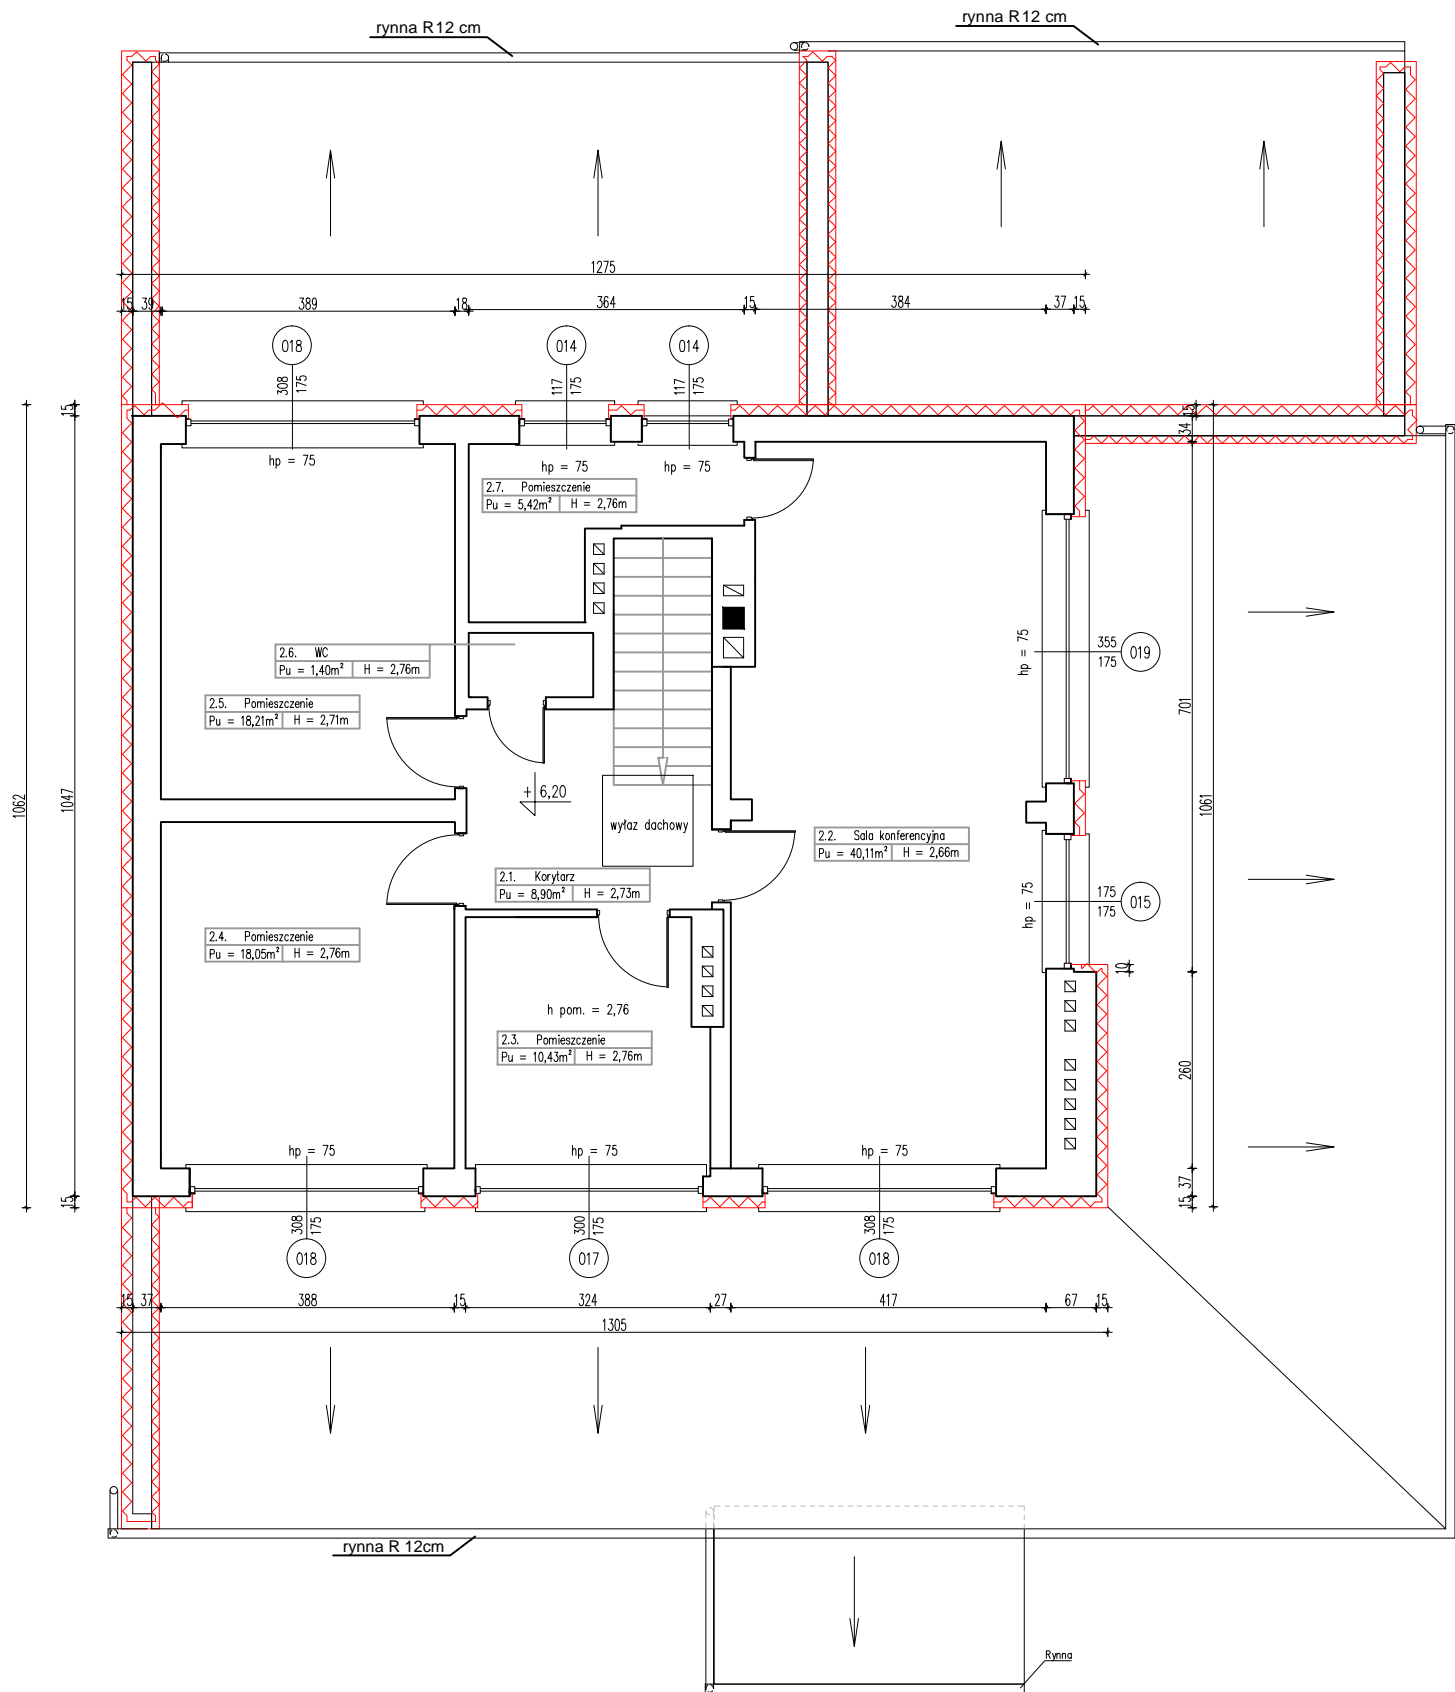 rynna R12 cm
rynna R12 cm
1275
15
39
389
18
364
15
384
37
15
018
308
175
014
117
175
014
117
175
15
15
34
hp = 75
hp = 75
hp = 75
2.7. Pomieszczenie
Pu = 5,42m² H = 2,76m
2.6. WC
Pu = 1,40m² H = 2,76m
2.5. Pomieszczenie
Pu = 18,21m² H = 2,71m
hp = 75
355
175
019
701
1062
1047
1061
+ 6,20
wyłaz dachowy
2.2. Sala konferencyjna
Pu = 40,11m² H = 2,66m
2.1. Korytarz
Pu = 8,90m² H = 2,73m
hp = 75
175
175
015
2.4. Pomieszczenie
Pu = 18,05m² H = 2,76m
10
h pom. = 2,76
2.3. Pomieszczenie
Pu = 10,43m² H = 2,76m
260
hp = 75
hp = 75
hp = 75
15
37
15
308
175
018
300
175
017
308
175
018
15
37
388
15
324
27
417
67
15
1305
rynna R 12cm
Rynna